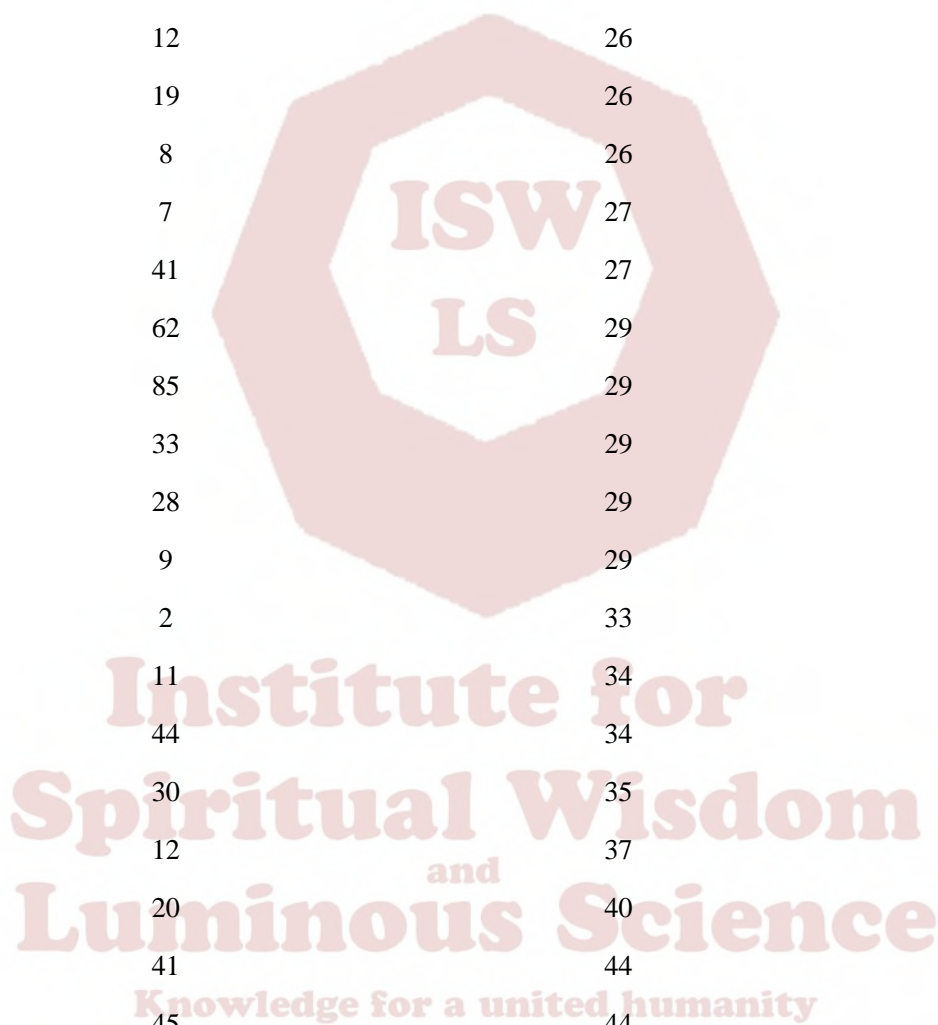 12 26
19 26
8 26
ISW
7 27
41 27
LS
62 29
85 29
33 29
28 29
9 29
2 33
Institute for
11 34
44 34
Spiritual Wisdom
30 35
12 37
and
20 40
Luminous Science
41 44
Knowledge for a united humanity
45 44